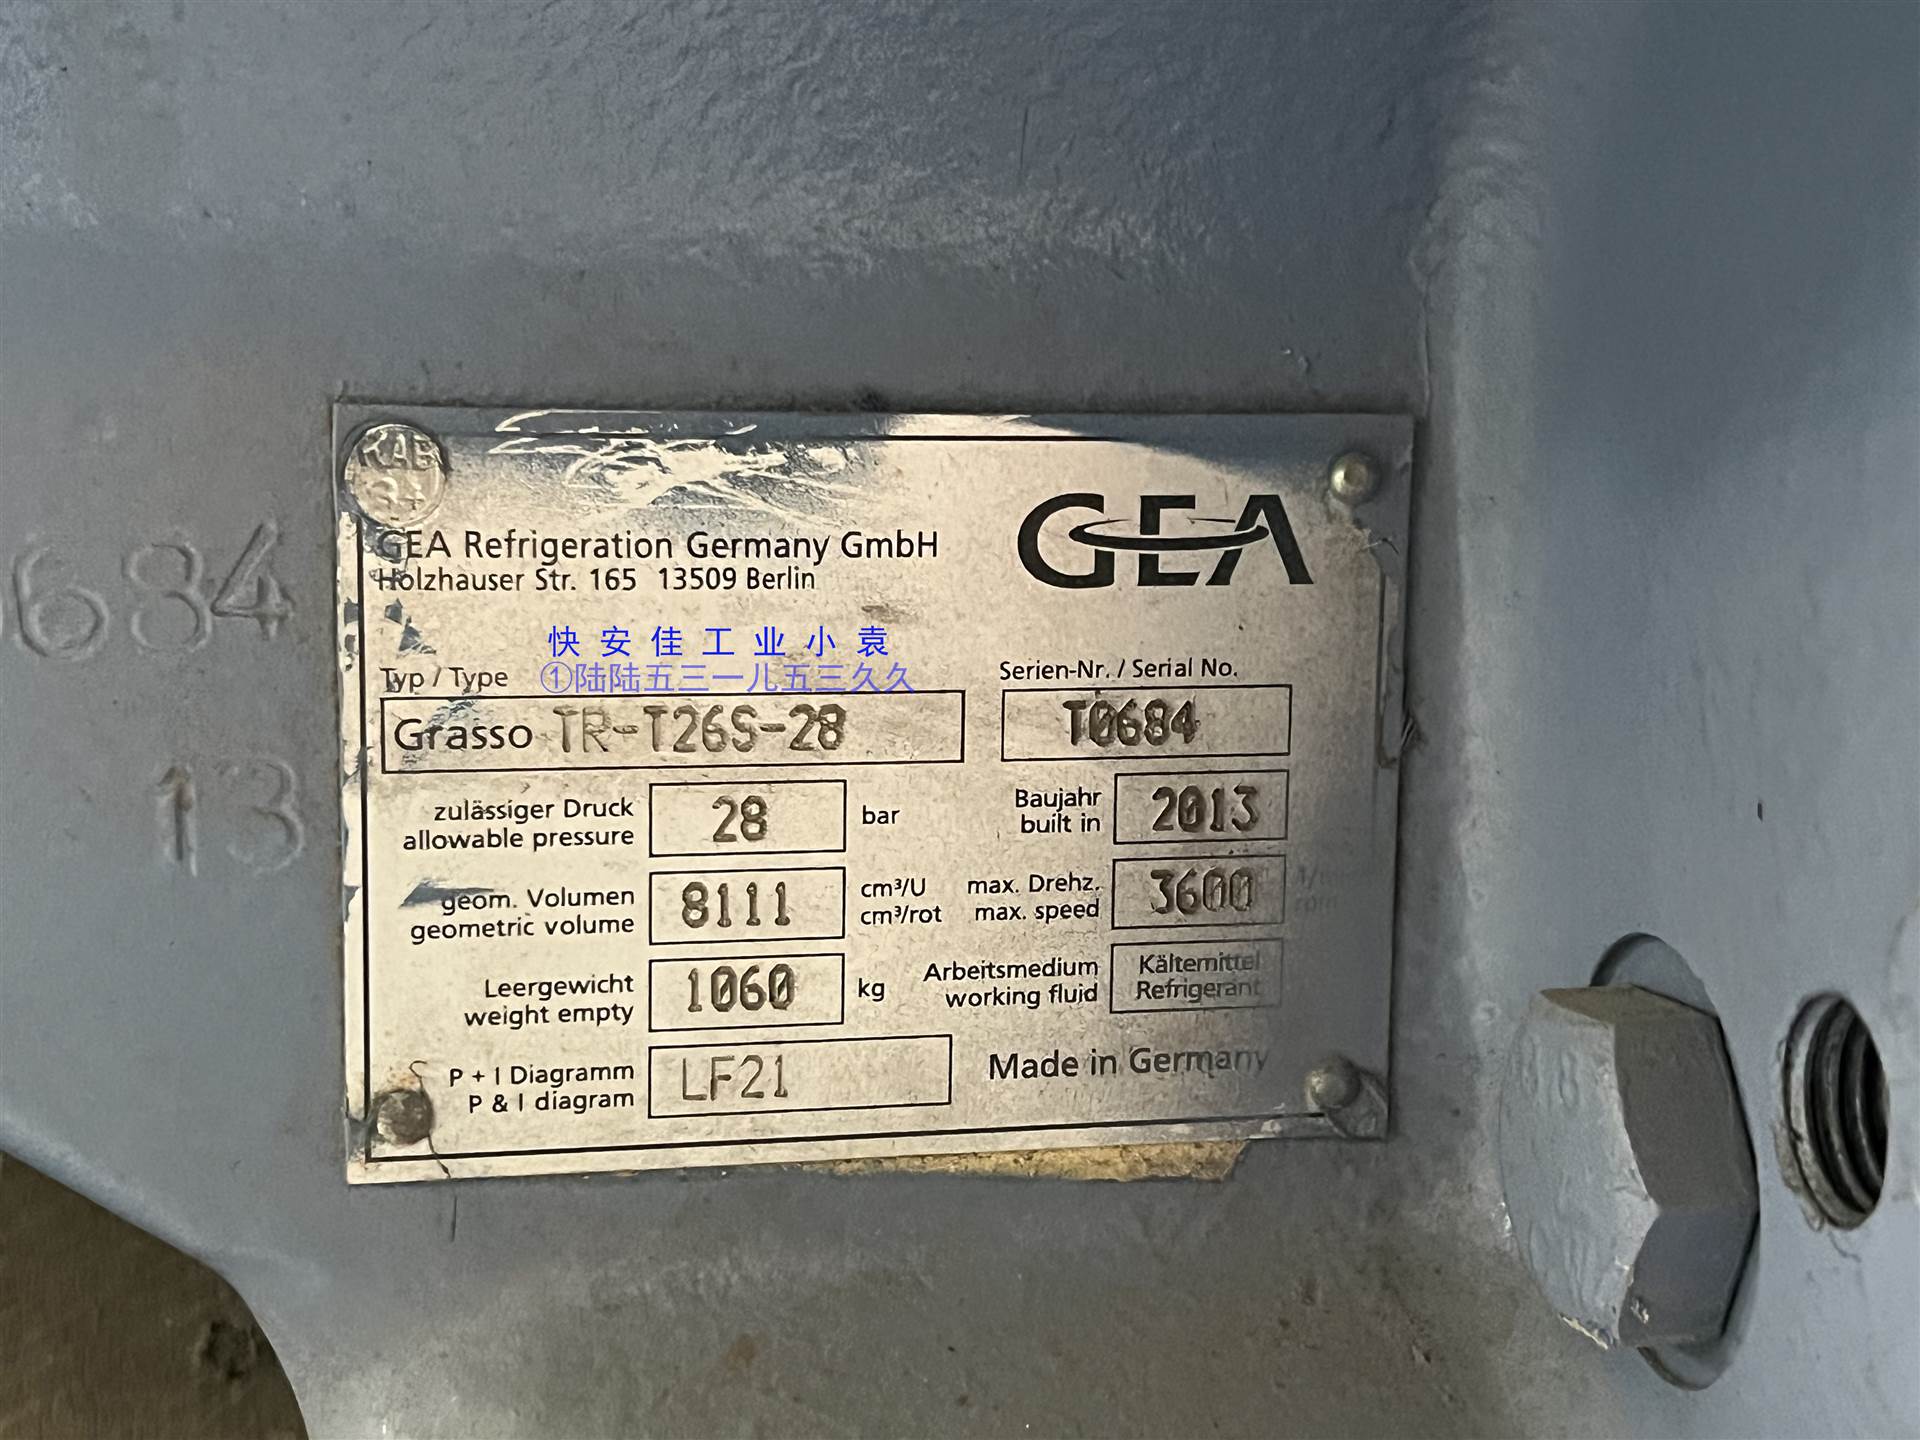 KAB
34
GEA Refrigeration Germany GmbH
Holzhauser Str. 165 13509 Berlin
GEA
快安佳工业小袁
①陆陆五三一儿五三久久
Typ / Type
Grasso TR-T26S-28
Serien-Nr. / Serial No.
T0684
zulässiger Druck
allowable pressure
28
bar
Baujahr
built in
2013
geom. Volumen
geometric volume
8111
cm³/U
cm³/rot
max. Drehz.
max. speed
3600
rpm
Leergewicht
weight empty
1060
kg
Arbeitsmedium
working fluid
Kältemittel
Refrigerant
P + I Diagramm
P & I diagram
LF21
Made in Germany
0684
13